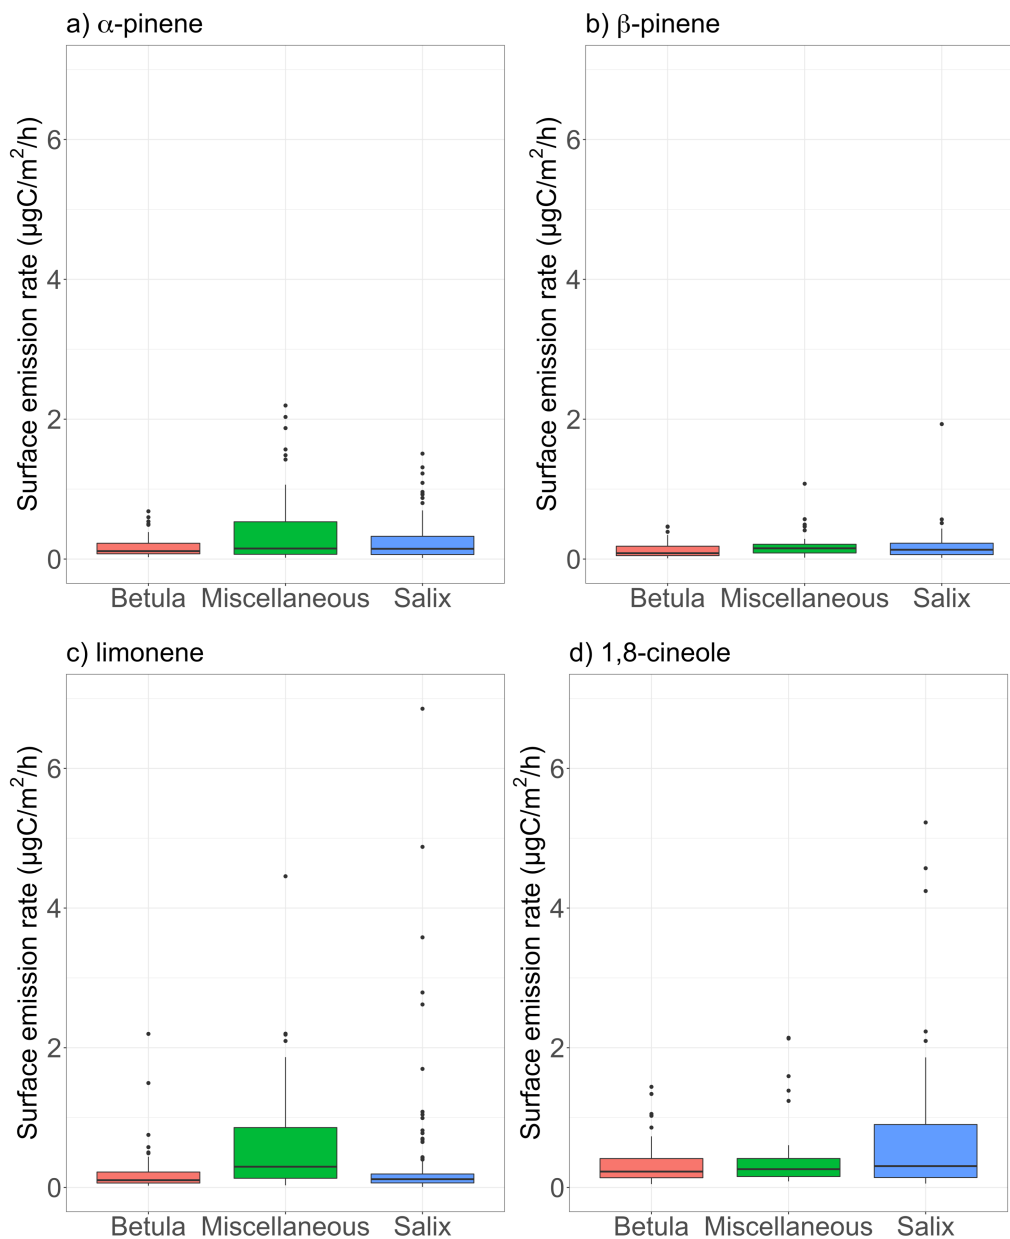 a) α-pinene
Surface emission rate (µgC/m²/h)
6
4
2
0
Betula Miscellaneous Salix
b) β-pinene
Surface emission rate (µgC/m²/h)
6
4
2
0
Betula Miscellaneous Salix
c) limonene
Surface emission rate (µgC/m²/h)
6
4
2
0
Betula Miscellaneous Salix
d) 1,8-cineole
Surface emission rate (µgC/m²/h)
6
4
2
0
Betula Miscellaneous Salix